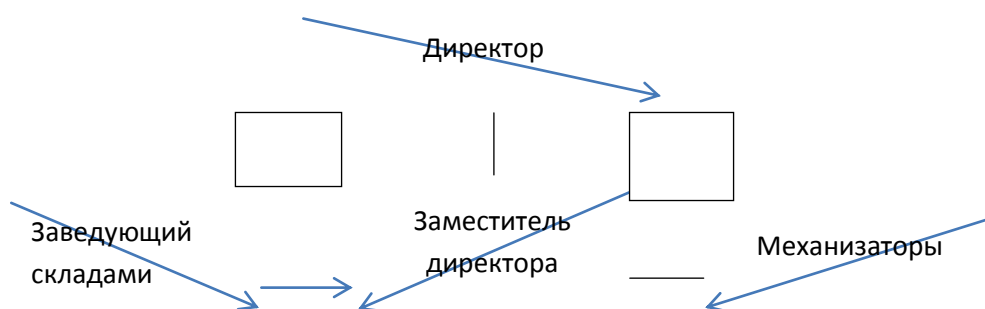 Директор
Заведующий
складами
Заместитель
директора
Механизаторы